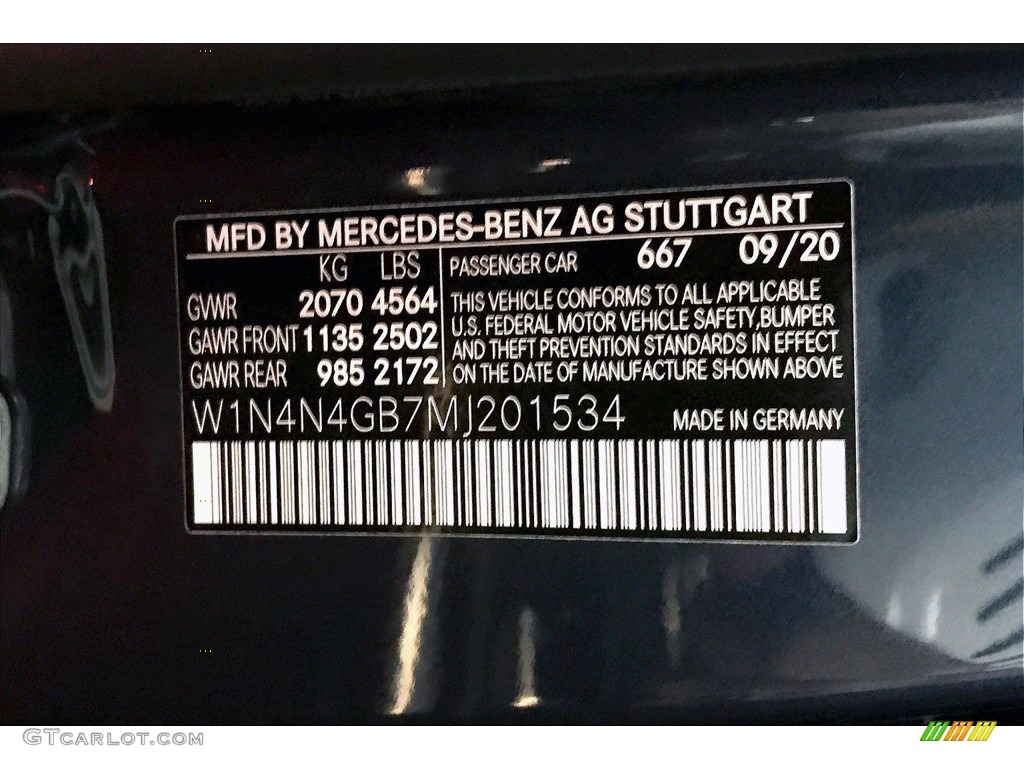 MFD BY MERCEDES-BENZ AG STUTTGART
KG LBS
GVWR 2070 4564
GAWR FRONT 1135 2502
GAWR REAR 985 2172
PASSENGER CAR 667 09/20
THIS VEHICLE CONFORMS TO ALL APPLICABLE
U.S. FEDERAL MOTOR VEHICLE SAFETY,BUMPER
AND THEFT PREVENTION STANDARDS IN EFFECT
ON THE DATE OF MANUFACTURE SHOWN ABOVE
W1N4N4GB7MJ201534 MADE IN GERMANY
GTCARLOT.COM